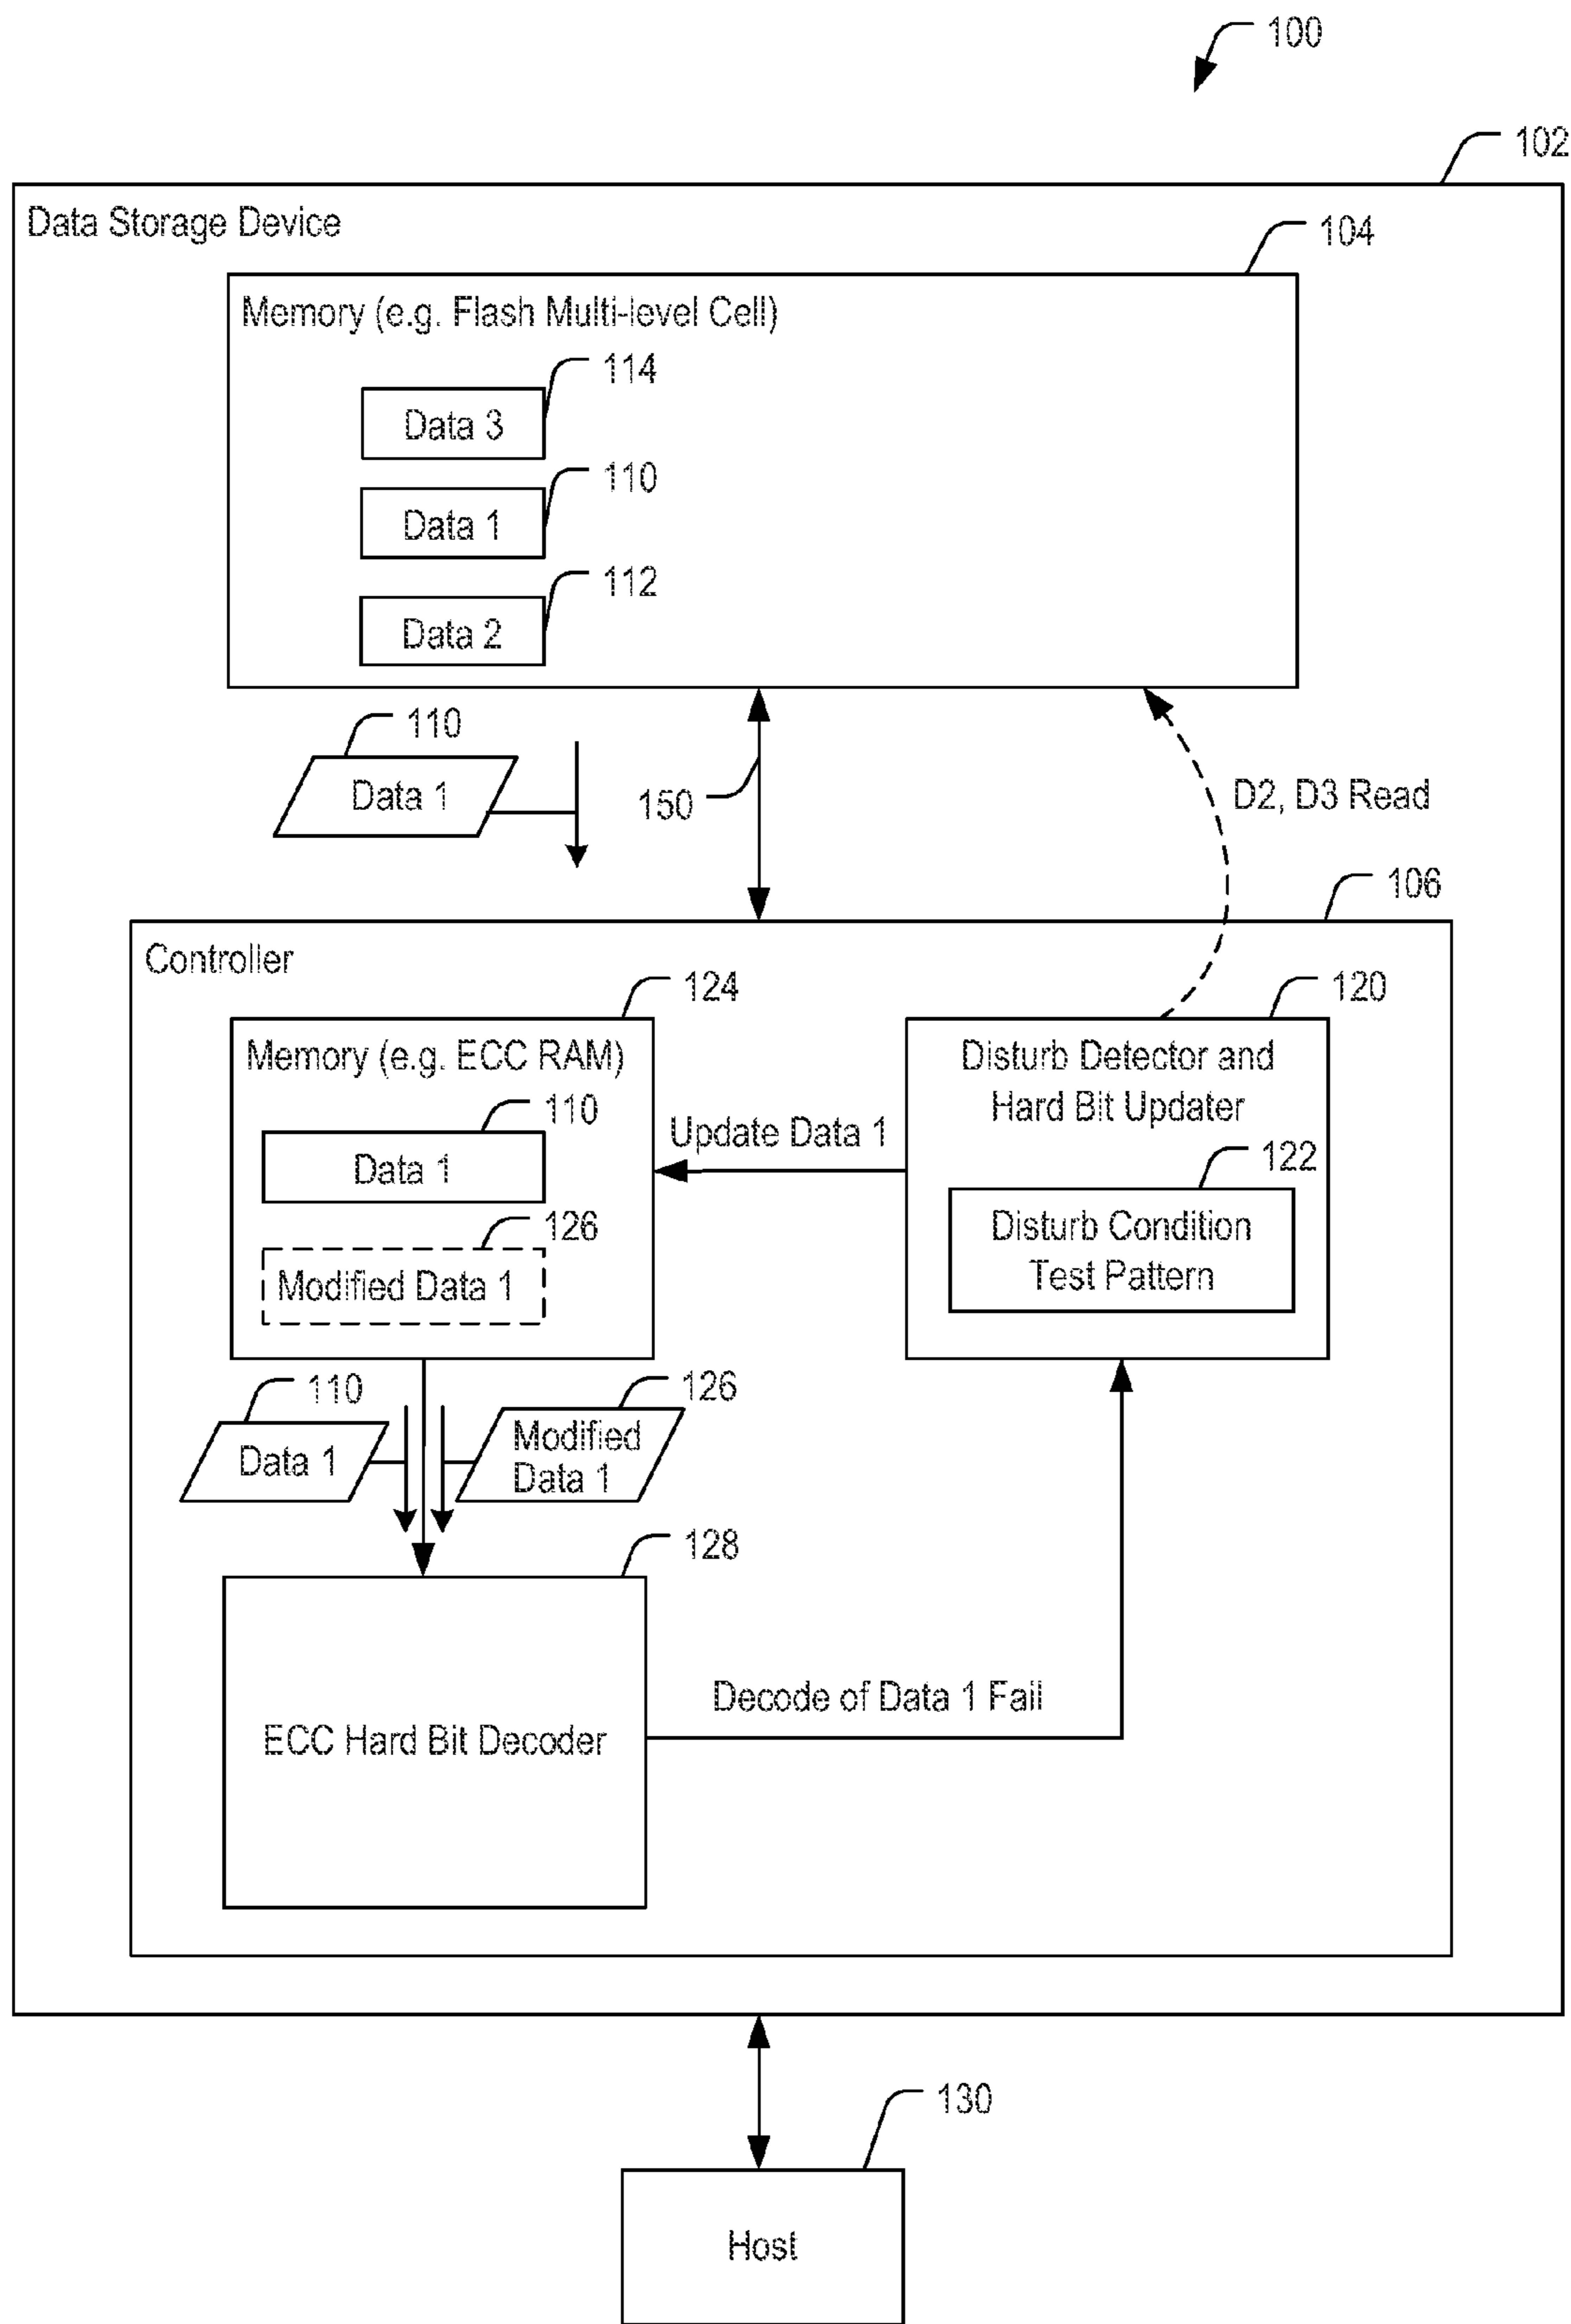 100
102
Data Storage Device
104
Memory (e.g. Flash Multi-level Cell)
114
Data 3
110
Data 1
112
Data 2
110
Data 1
150
D2, D3 Read
106
Controller
124
120
Memory (e.g. ECC RAM)
Disturb Detector and
Hard Bit Updater
110
Data 1
Update Data 1
122
126
Disturb Condition
Test Pattern
Modified Data 1
110
Data 1
126
Modified
Data 1
128
Decode of Data 1 Fail
ECC Hard Bit Decoder
130
Host